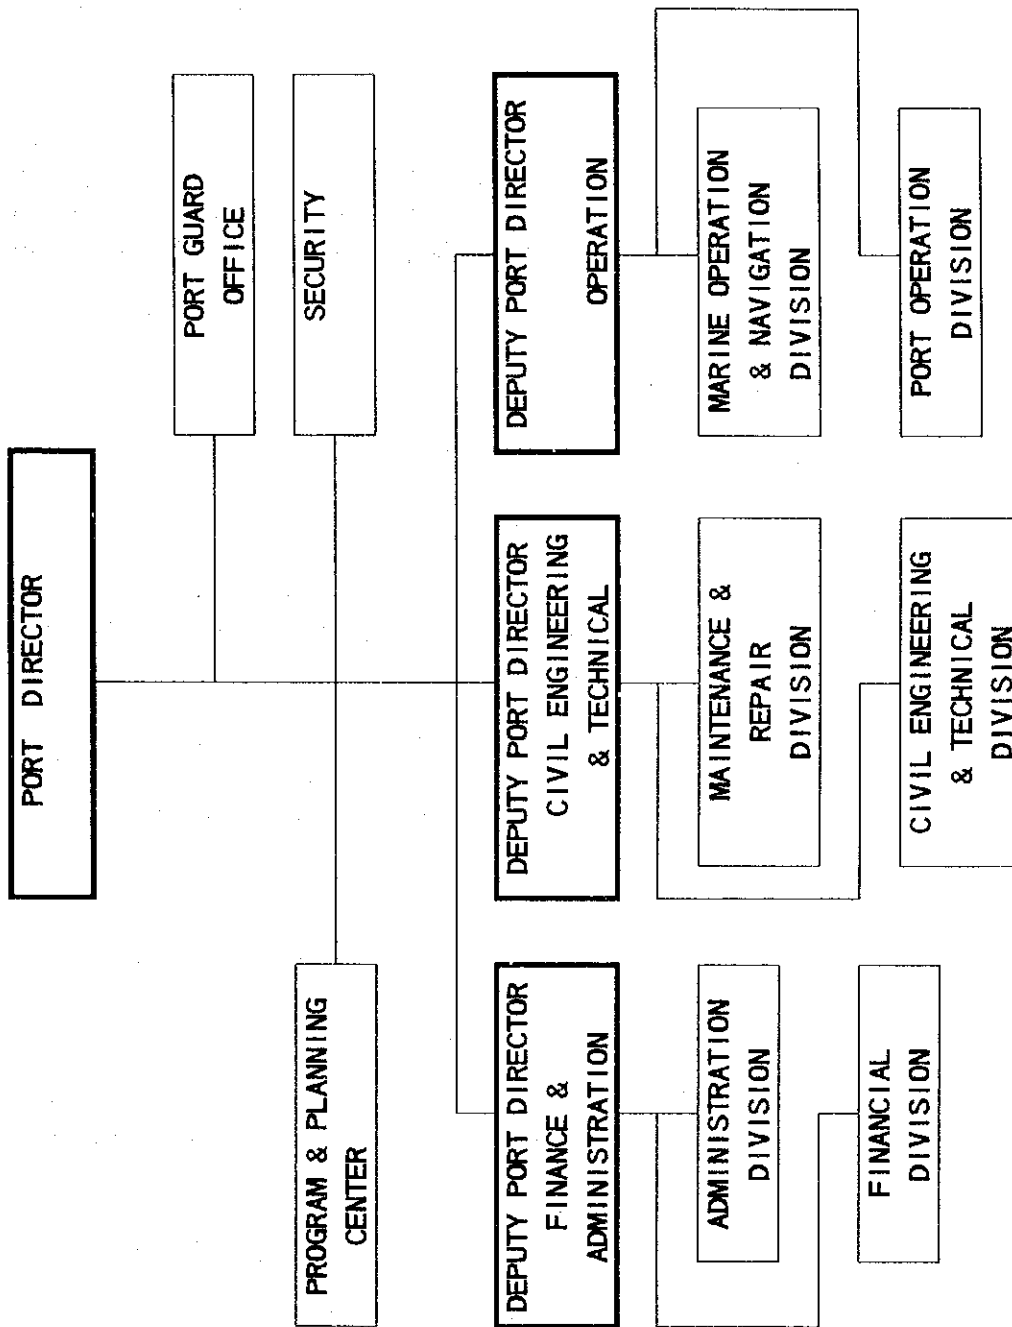 PORT DIRECTOR
PORT GUARD
OFFICE
PROGRAM & PLANNING
CENTER
SECURITY
DEPUTY PORT DIRECTOR
FINANCE &
ADMINISTRATION
DEPUTY PORT DIRECTOR
CIVIL ENGINEERING
& TECHNICAL
DEPUTY PORT DIRECTOR
OPERATION
ADMINISTRATION
DIVISION
MAINTENANCE &
REPAIR
DIVISION
MARINE OPERATION
& NAVIGATION
DIVISION
FINANCIAL
DIVISION
CIVIL ENGINEERING
& TECHNICAL
DIVISION
PORT OPERATION
DIVISION